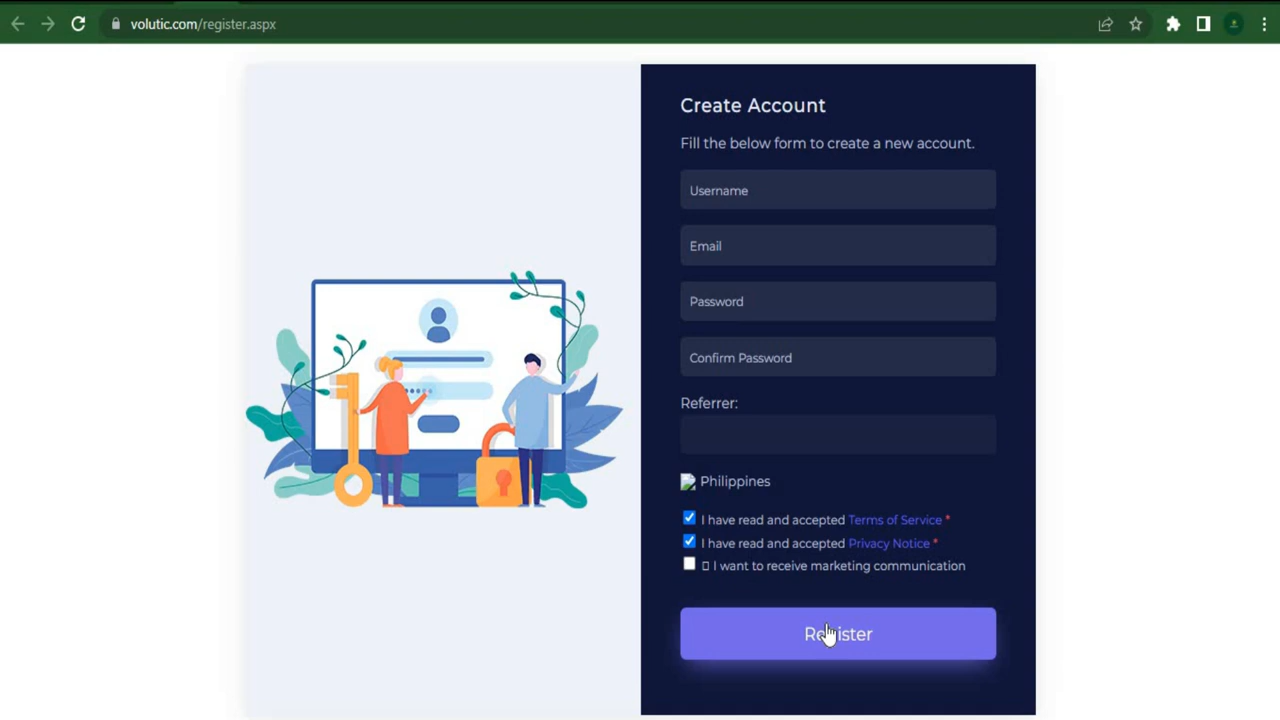 volutic.com/register.aspx
Create Account
Fill the below form to create a new account.
Username
Email
Password
Confirm Password
Referrer:
Philippines
I have read and accepted Terms of Service *
I have read and accepted Privacy Notice *
I want to receive marketing communication
Register